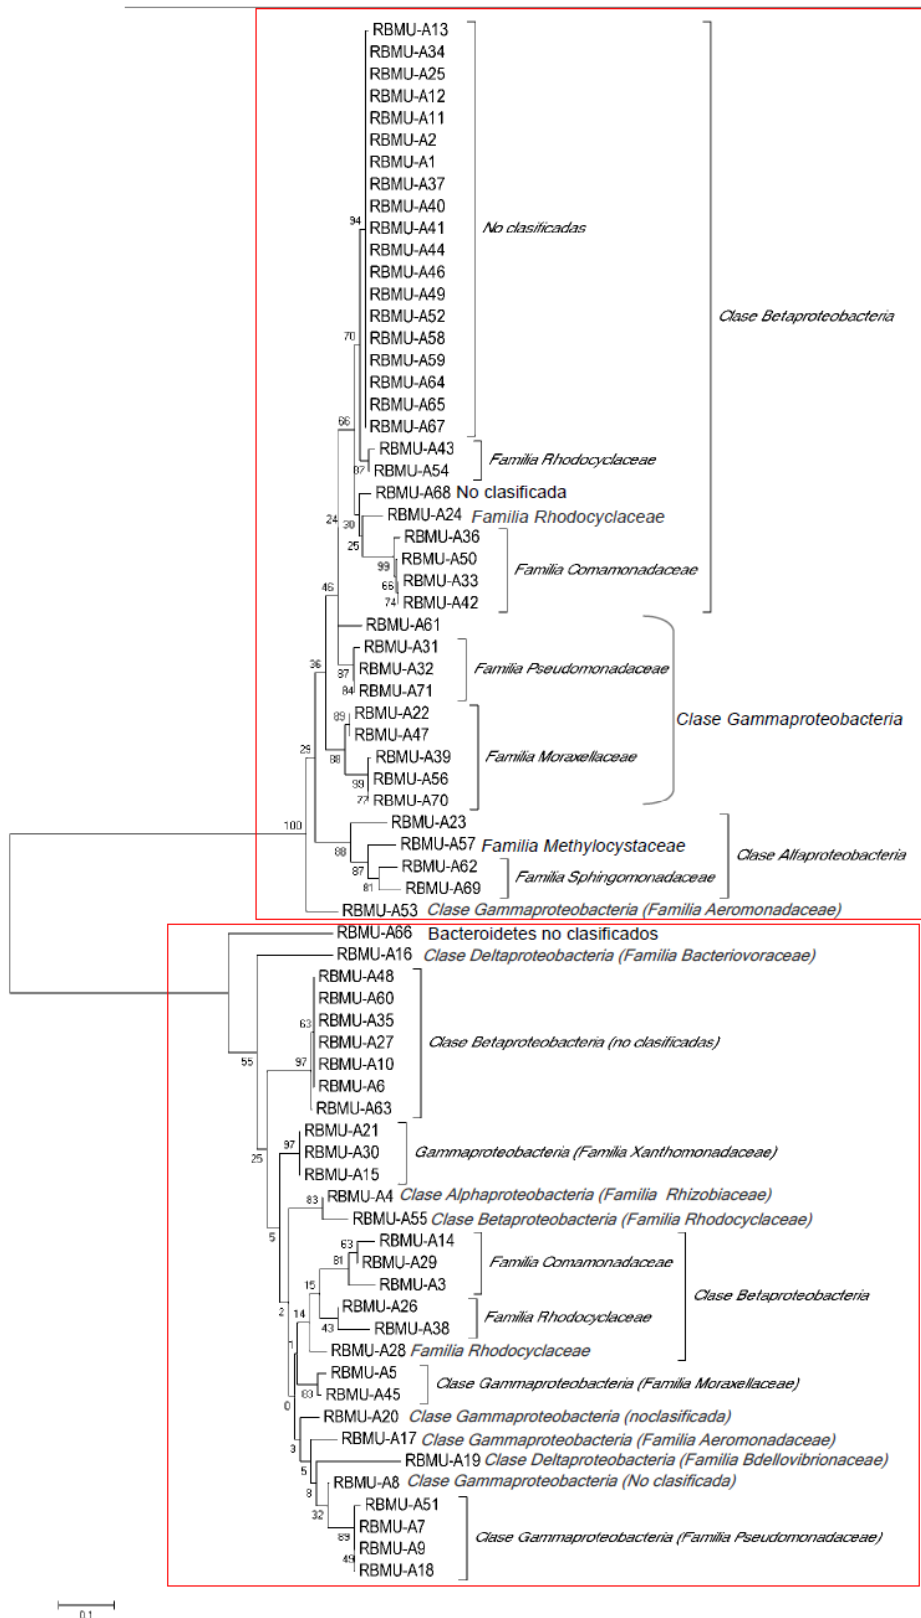 RBMU-A13
RBMU-A34
RBMU-A25
RBMU-A12
RBMU-A11
RBMU-A2
RBMU-A1
RBMU-A37
RBMU-A40
94
RBMU-A41 No clasificadas
RBMU-A44
RBMU-A46
RBMU-A49
RBMU-A52 Clase Betaproteobacteria
70
RBMU-A58
RBMU-A59
RBMU-A64
RBMU-A65
66
RBMU-A67
RBMU-A43
Familia Rhodocyclaceae
87 RBMU-A54
RBMU-A68 No clasificada
24 30
RBMU-A24 Familia Rhodocyclaceae
RBMU-A36
25
RBMU-A50
99 Familia Comamonadaceae
66 RBMU-A33
46
74 RBMU-A42
RBMU-A61
RBMU-A31
36 87 RBMU-A32 Familia Pseudomonadaceae
84 RBMU-A71
89 RBMU-A22
Clase Gammaproteobacteria
RBMU-A47
29 88
RBMU-A39 Familia Moraxellaceae
99 RBMU-A56
77 RBMU-A70
100 RBMU-A23
88 RBMU-A57 Familia Methylocystaceae
Clase Alfaproteobacteria
87 RBMU-A62
Familia Sphingomonadaceae
81 RBMU-A69
RBMU-A53 Clase Gammaproteobacteria (Familia Aeromonadaceae)
RBMU-A66 Bacteroidetes no clasificados
RBMU-A16 Clase Deltaproteobacteria (Familia Bacteriovoraceae)
RBMU-A48
RBMU-A60
63 RBMU-A35
RBMU-A27 Clase Betaproteobacteria (no clasificadas)
55 97 RBMU-A10
RBMU-A6
RBMU-A63
RBMU-A21
97
25 RBMU-A30 Gammaproteobacteria (Familia Xanthomonadaceae)
RBMU-A15
83 RBMU-A4 Clase Alphaproteobacteria (Familia Rhizobiaceae)
RBMU-A55 Clase Betaproteobacteria (Familia Rhodocyclaceae)
5
63 RBMU-A14
81 RBMU-A29 Familia Comamonadaceae
15 RBMU-A3
Clase Betaproteobacteria
2 14 RBMU-A26
Familia Rhodocyclaceae
43 RBMU-A38
1 RBMU-A28 Familia Rhodocyclaceae
RBMU-A5
Clase Gammaproteobacteria (Familia Moraxellaceae)
83 RBMU-A45
0
RBMU-A20 Clase Gammaproteobacteria (noclasificada)
3 RBMU-A17 Clase Gammaproteobacteria (Familia Aeromonadaceae)
5 RBMU-A19 Clase Deltaproteobacteria (Familia Bdellovibrionaceae)
8 RBMU-A8 Clase Gammaproteobacteria (No clasificada)
32 RBMU-A51
RBMU-A7
89 Clase Gammaproteobacteria (Familia Pseudomonadaceae)
RBMU-A9
49
RBMU-A18
0.1